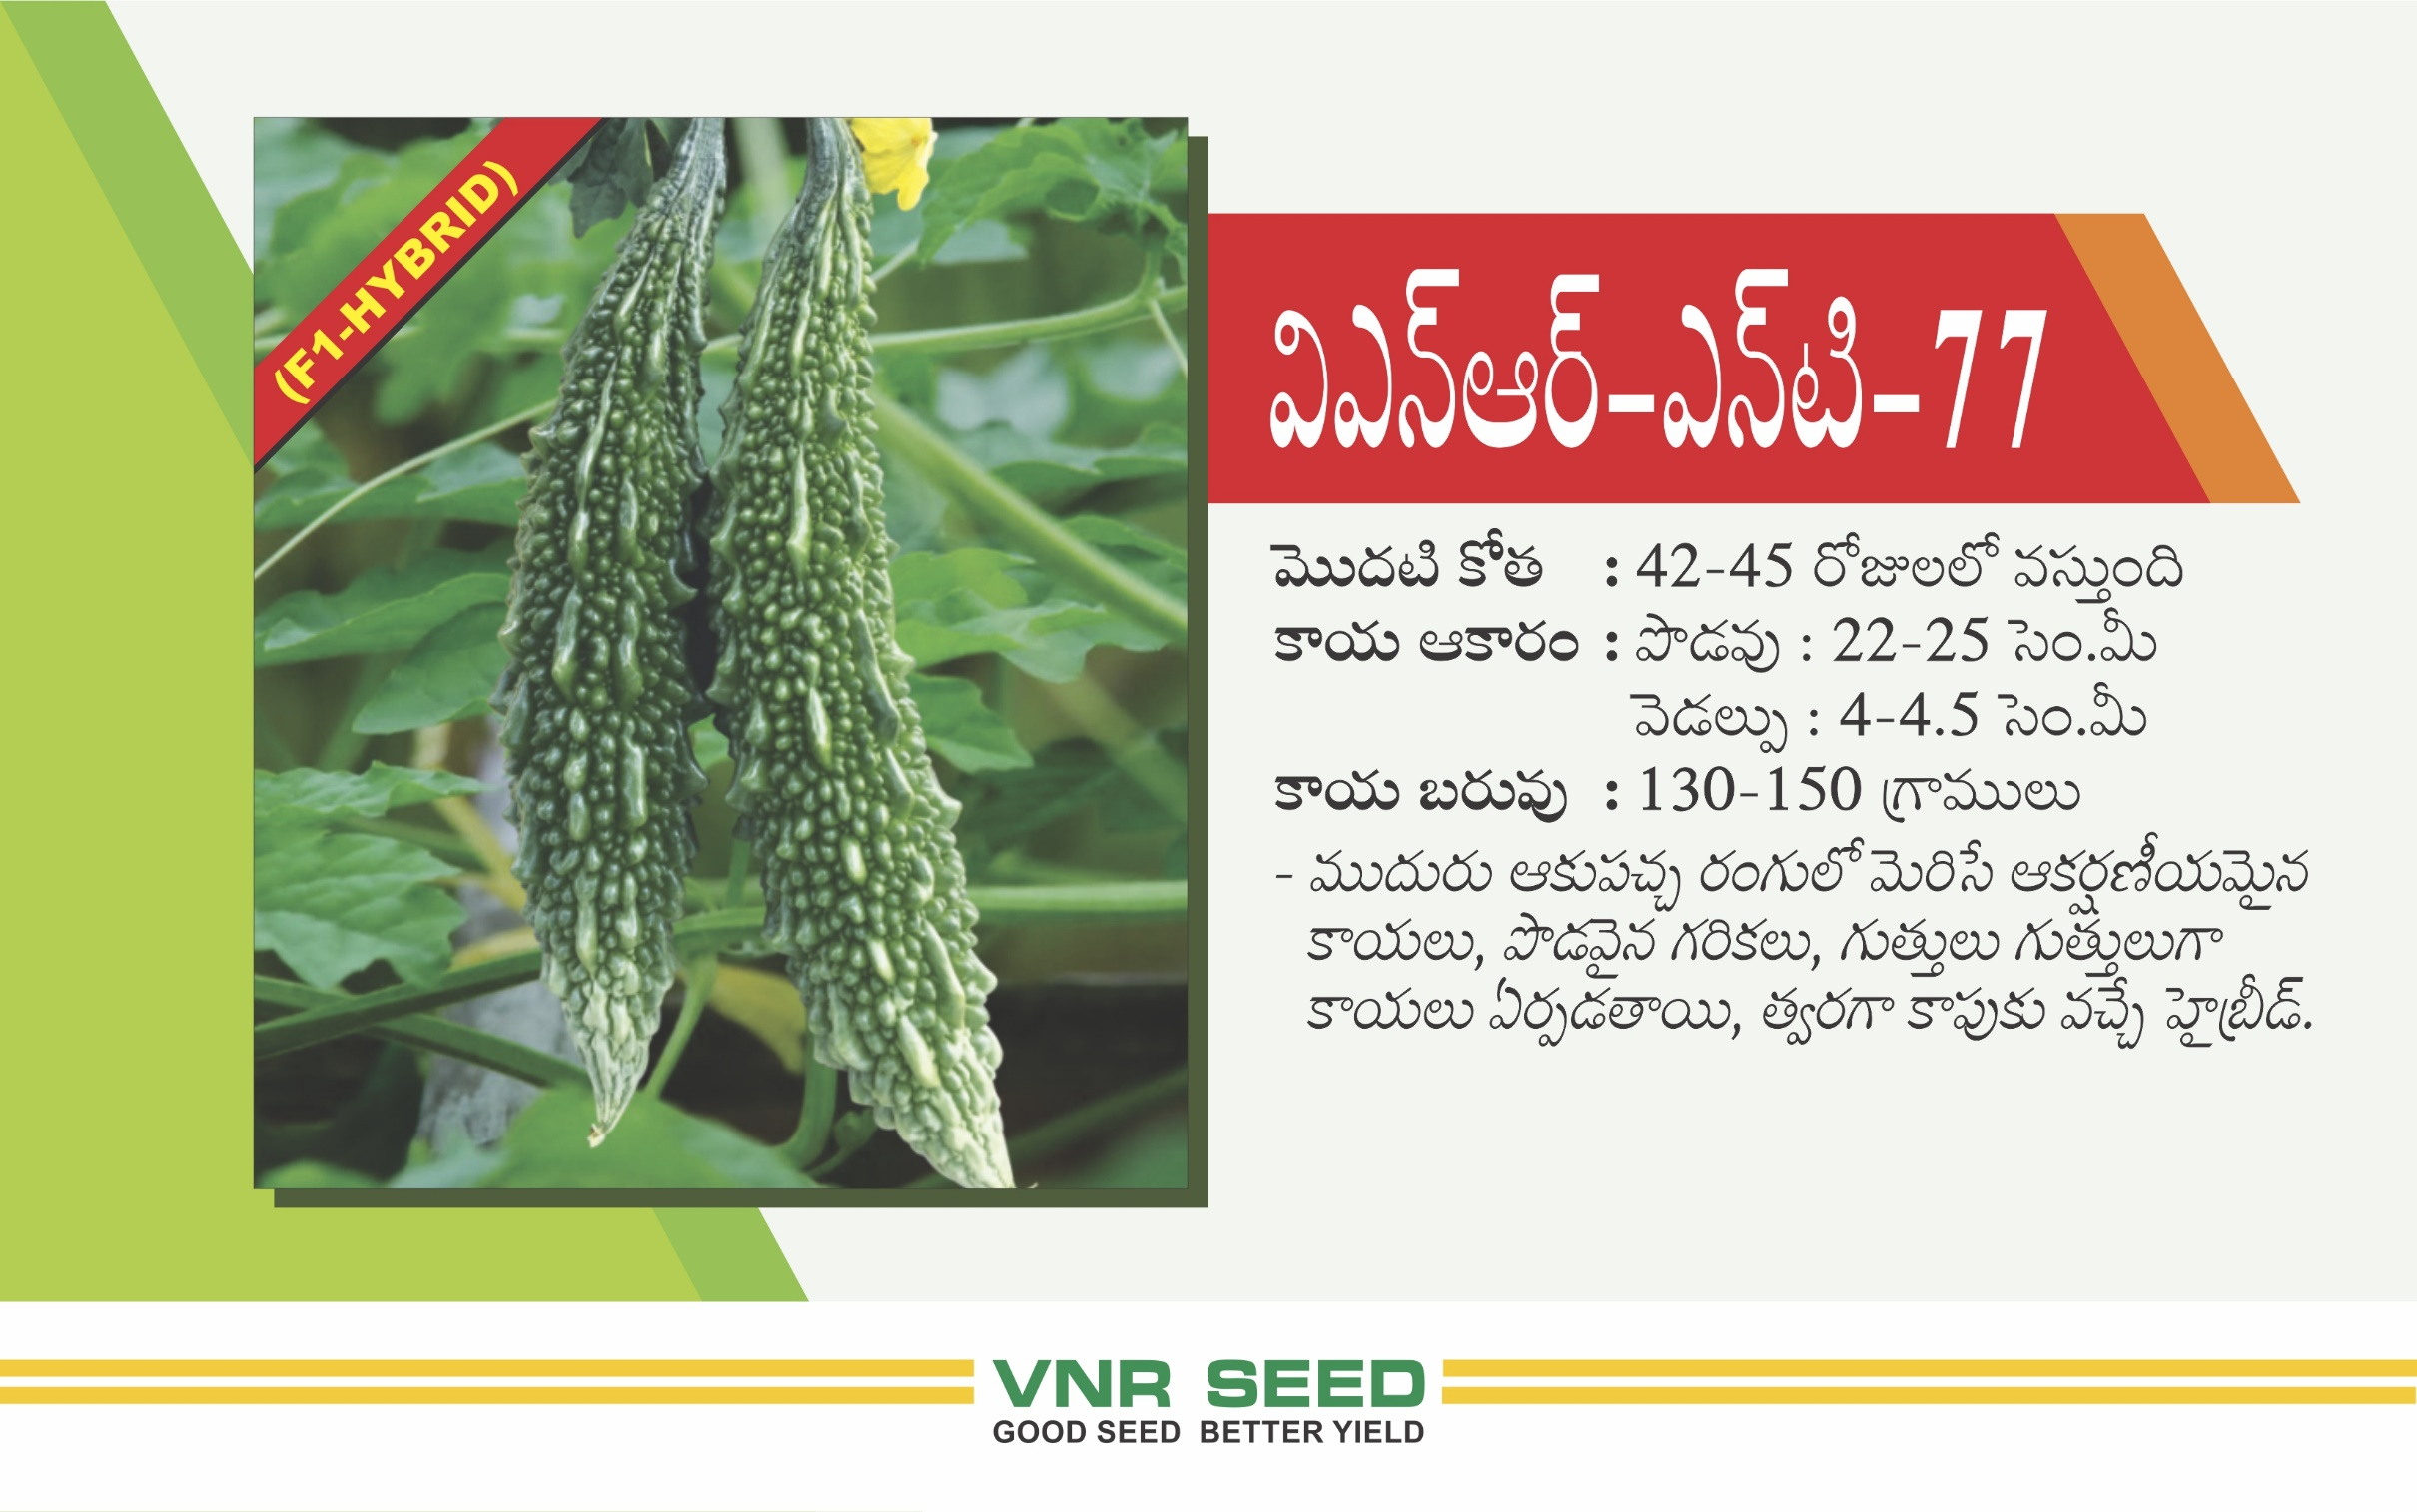 (F1-HYBRID))
విఎన్ఆర్-ఎన్‌టి-77
మొదటి కోత : 42-45 రోజులలో వస్తుంది
కాయ ఆకారం : పొడవు : 22-25 సెం.మీ
వెడల్పు : 4-4.5 సెం.మీ
కాయ బరువు : 130-150 గ్రాములు
- ముదురు ఆకుపచ్చ రంగులో మెరిసే ఆకర్షణీయమైన
కాయలు, పొడవైన గరికలు, గుత్తులు గుత్తులుగా
కాయలు ఏర్పడతాయి, త్వరగా కాపుకు వచ్చే హైబ్రీడ్.
VNR SEED
GOOD SEED BETTER YIELD